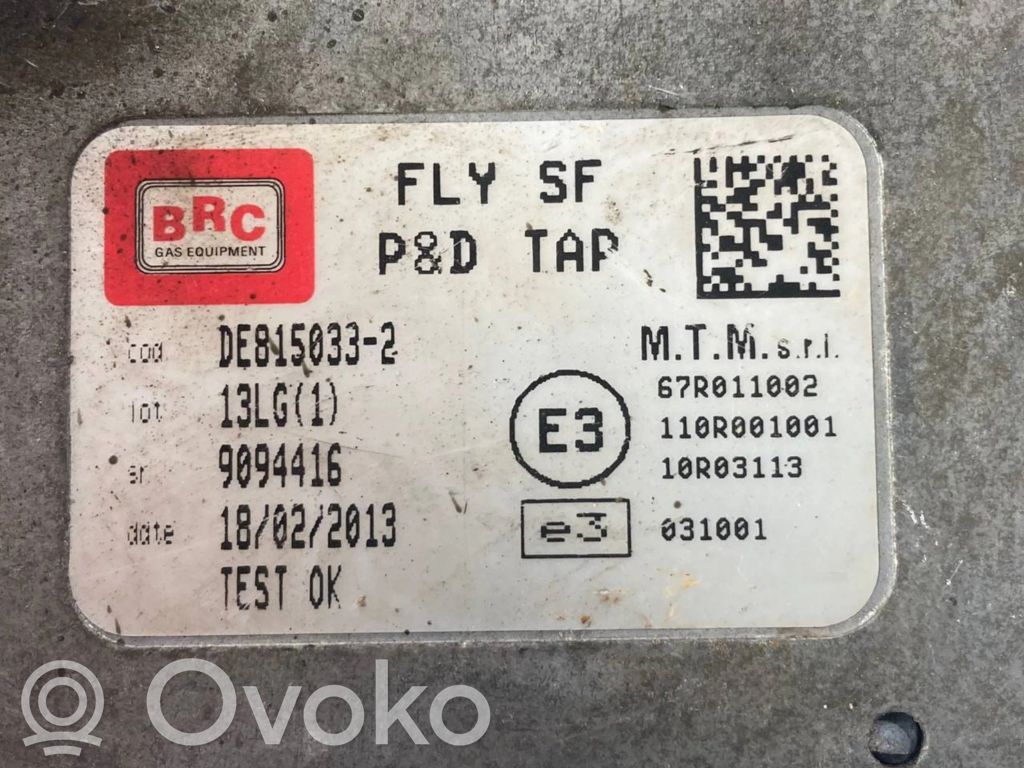 BRC
GAS EQUIPMENT
FLY SF
P&D TAP
cod DE815033-2
lot 13LG(1)
sr 9094416
date 18/02/2013
TEST OK
M.T.M.s.r.l.
E3
67R011002
110R001001
10R03113
e3 031001
Ovoko